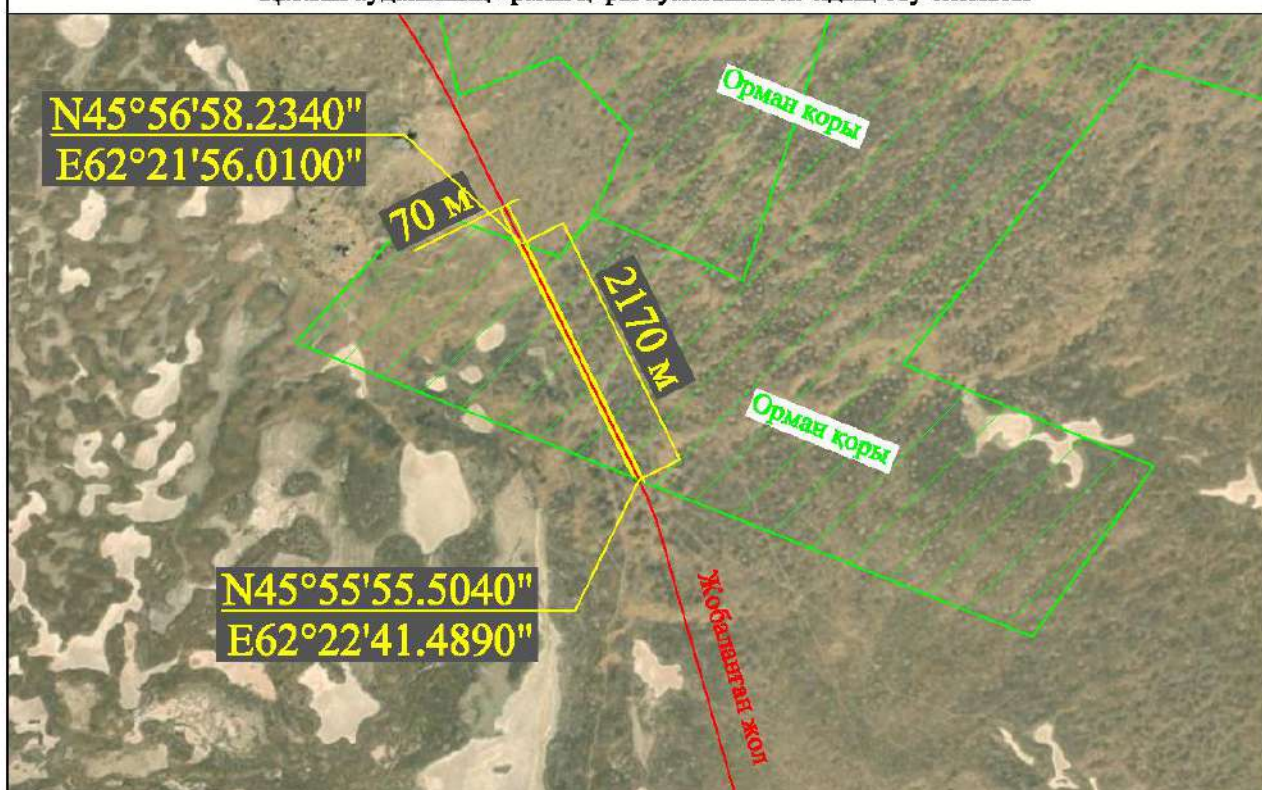 N45°56'58.2340"
E62°21'56.0100"
70 м
2170 м
Орман қоры
Орман қоры
N45°55'55.5040"
E62°22'41.4890"
Жобаланған жол